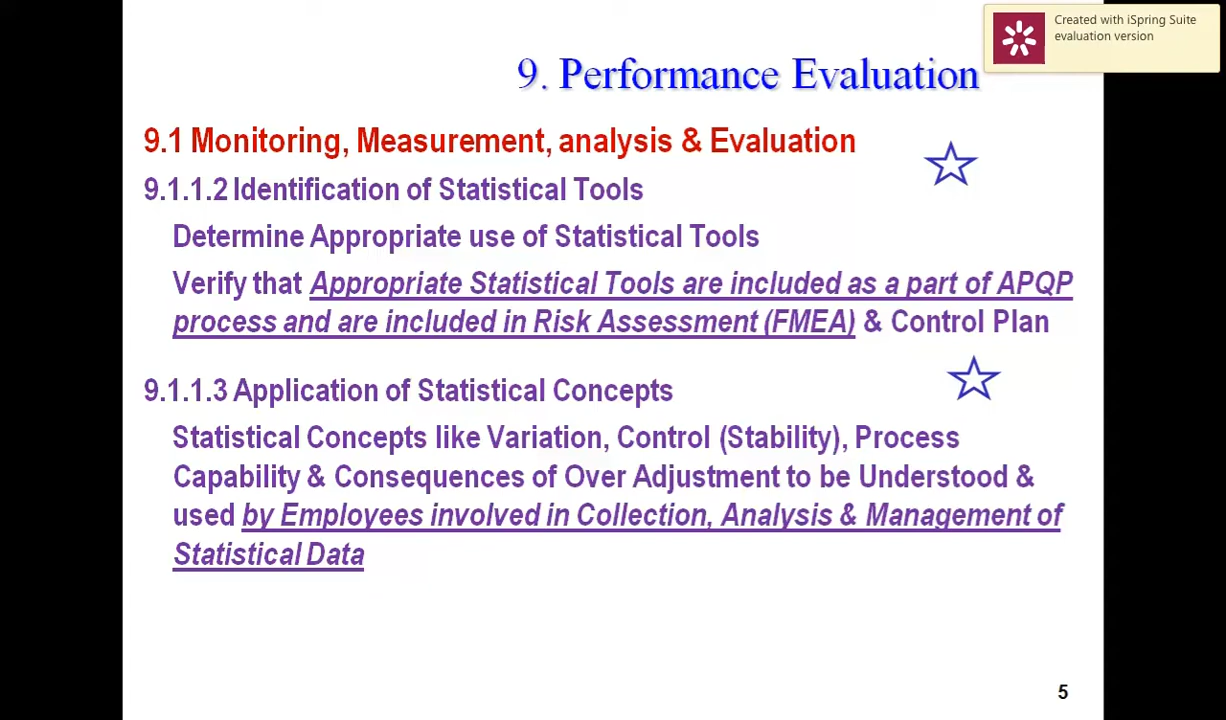 Created with iSpring Suite
evaluation version
9. Performance Evaluation
9.1 Monitoring, Measurement, analysis & Evaluation
9.1.1.2 Identification of Statistical Tools
Determine Appropriate use of Statistical Tools
Verify that Appropriate Statistical Tools are included as a part of APQP
process and are included in Risk Assessment (FMEA) & Control Plan
9.1.1.3 Application of Statistical Concepts
Statistical Concepts like Variation, Control (Stability), Process
Capability & Consequences of Over Adjustment to be Understood &
used by Employees involved in Collection, Analysis & Management of
Statistical Data
5